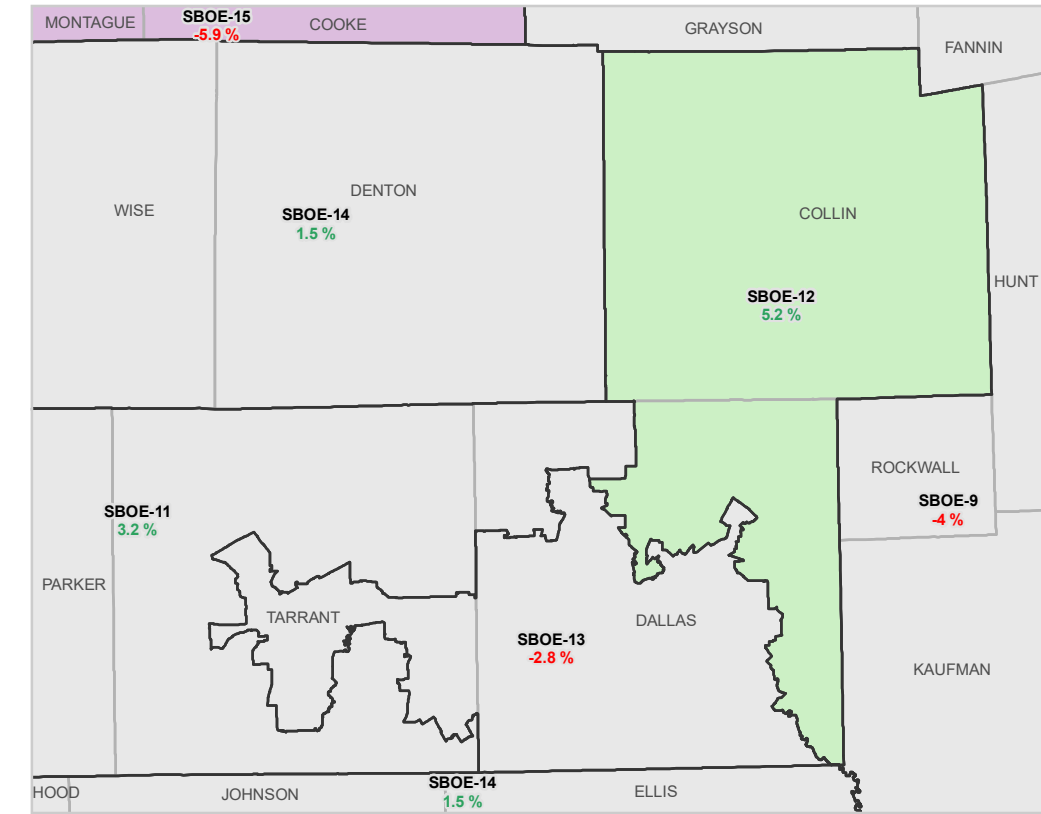 MONTAGUE
SBOE-15
-5.9 %
COOKE
GRAYSON
FANNIN
WISE
DENTON
SBOE-14
1.5 %
COLLIN
SBOE-12
5.2 %
HUNT
ROCKWALL
SBOE-9
-4 %
SBOE-11
3.2 %
PARKER
TARRANT
SBOE-13
-2.8 %
DALLAS
KAUFMAN
HOOD
JOHNSON
SBOE-14
1.5 %
ELLIS